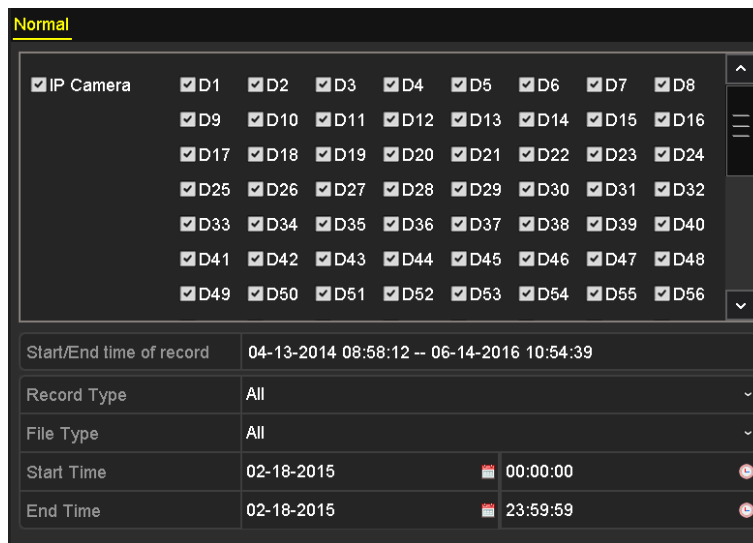 Normal
IP Camera D1 D2 D3 D4 D5 D6 D7 D8
D9 D10 D11 D12 D13 D14 D15 D16
D17 D18 D19 D20 D21 D22 D23 D24
D25 D26 D27 D28 D29 D30 D31 D32
D33 D34 D35 D36 D37 D38 D39 D40
D41 D42 D43 D44 D45 D46 D47 D48
D49 D50 D51 D52 D53 D54 D55 D56
Start/End time of record 04-13-2014 08:58:12 -- 06-14-2016 10:54:39
Record Type All
File Type All
Start Time 02-18-2015 00:00:00
End Time 02-18-2015 23:59:59